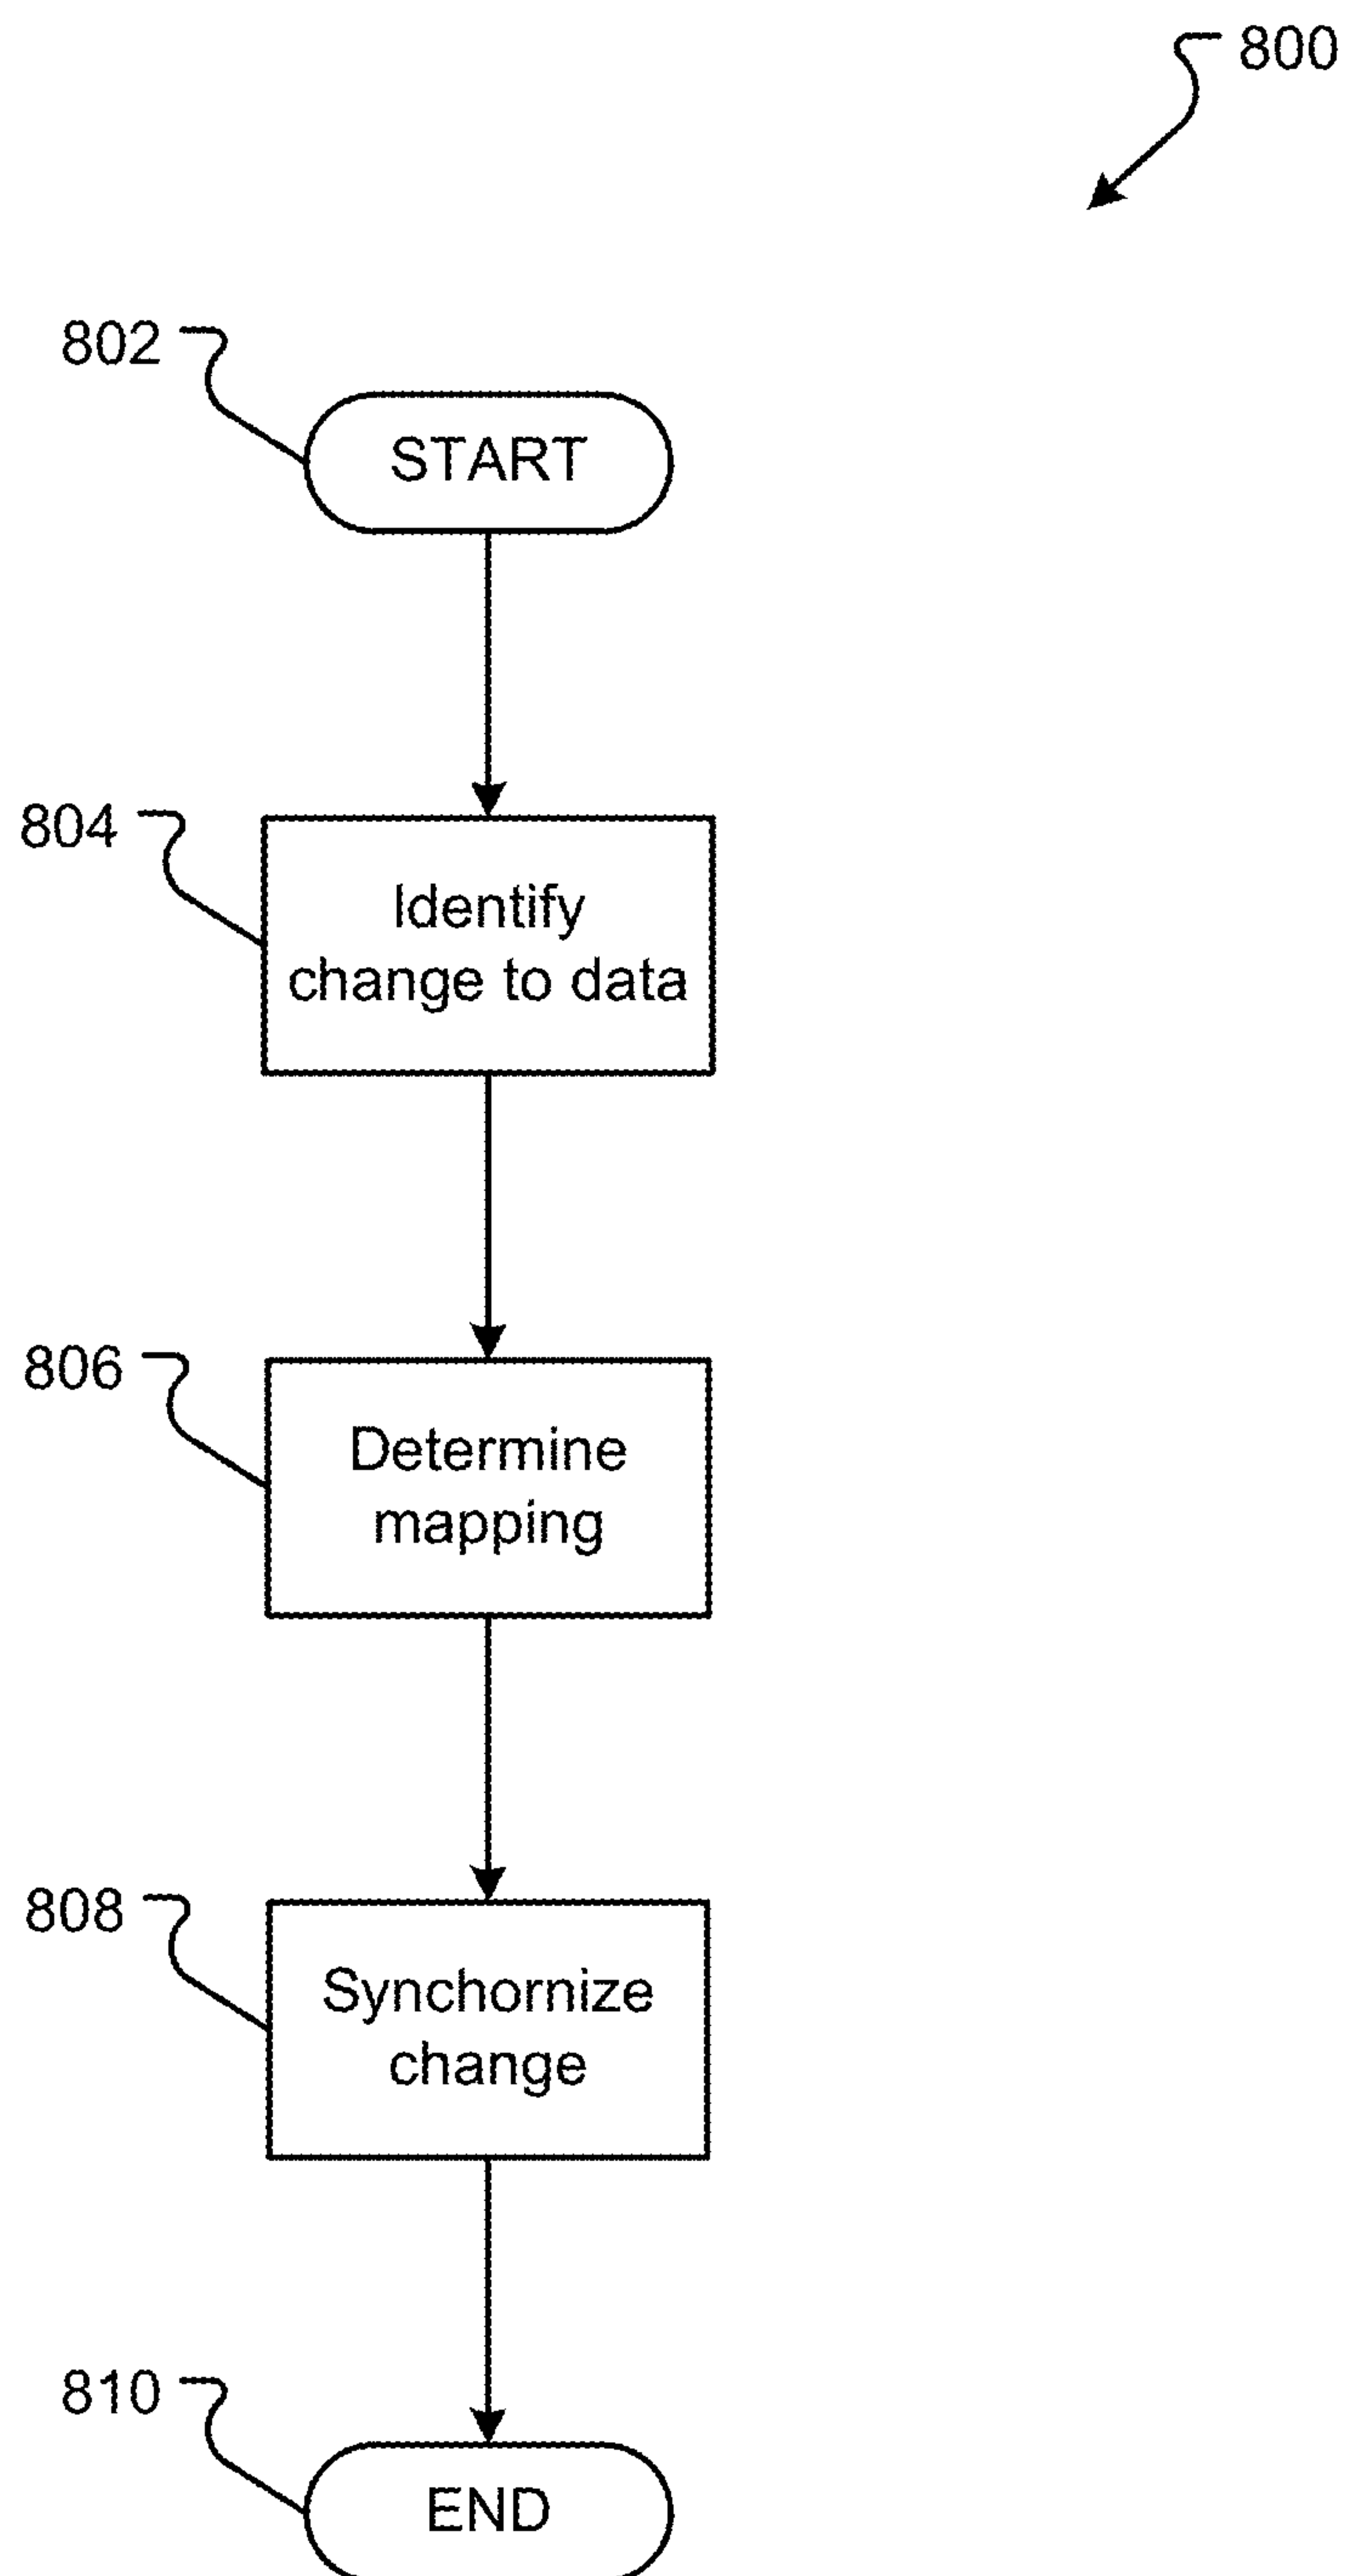 800
802
START
804
Identify
change to data
806
Determine
mapping
808
Synchornize
change
810
END